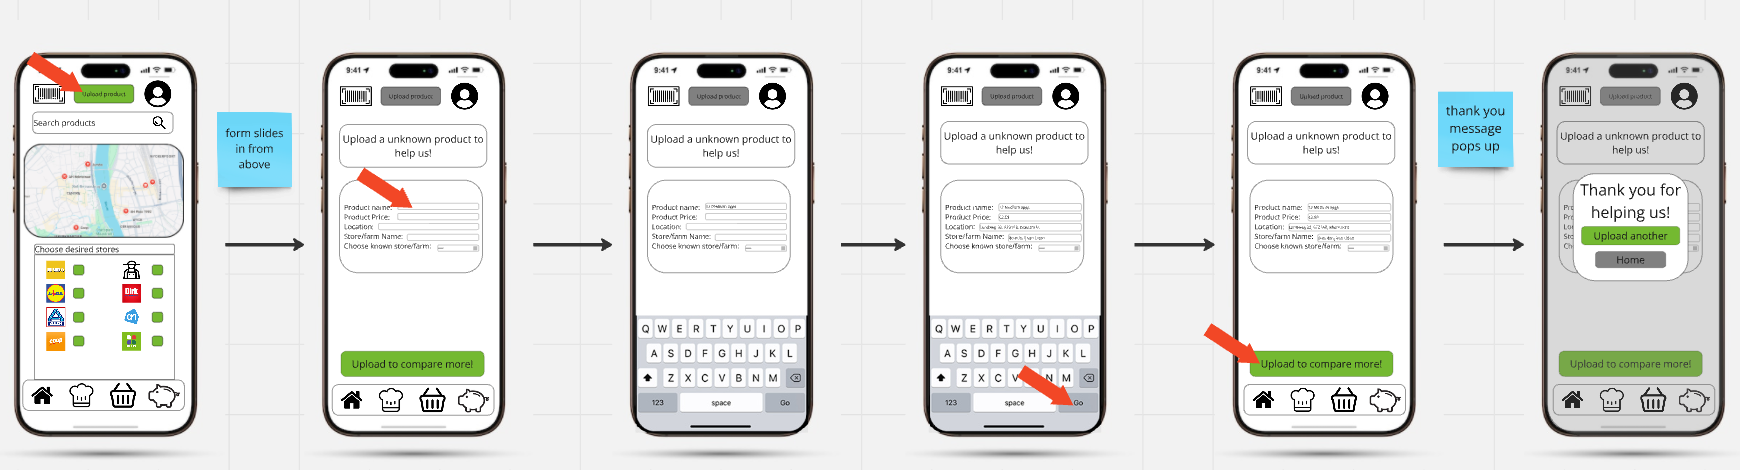 Upload product
Search products
Choose desired stores
Dirk
form slides
in from
above
9:41
Upload product
Upload a unknown product to
help us!
Product name:
Product Price:
Location:
Store/farm Name:
Choose known store/farm:
Upload to compare more!
9:41
Upload product
Upload a unknown product to
help us!
Product name:
Product Price:
Location:
Store/farm Name:
Choose known store/farm:
Q W E R T Y U I O P
A S D F G H J K L
Z X C V B N M
123 space Go
9:41
Upload product
Upload a unknown product to
help us!
Product name:
Product Price:
Location:
Store/farm Name:
Choose known store/farm:
Q W E R T Y U I O P
A S D F G H J K L
Z X C V N M
123 space Go
9:41
Upload product
Upload a unknown product to
help us!
Product name:
Product Price:
Location:
Store/farm Name:
Choose known store/farm:
Upload to compare more!
thank you
message
pops up
9:41
Upload product
Upload a unknown product to
help us!
Thank you for
helping us!
Upload another
Home
Upload to compare more!